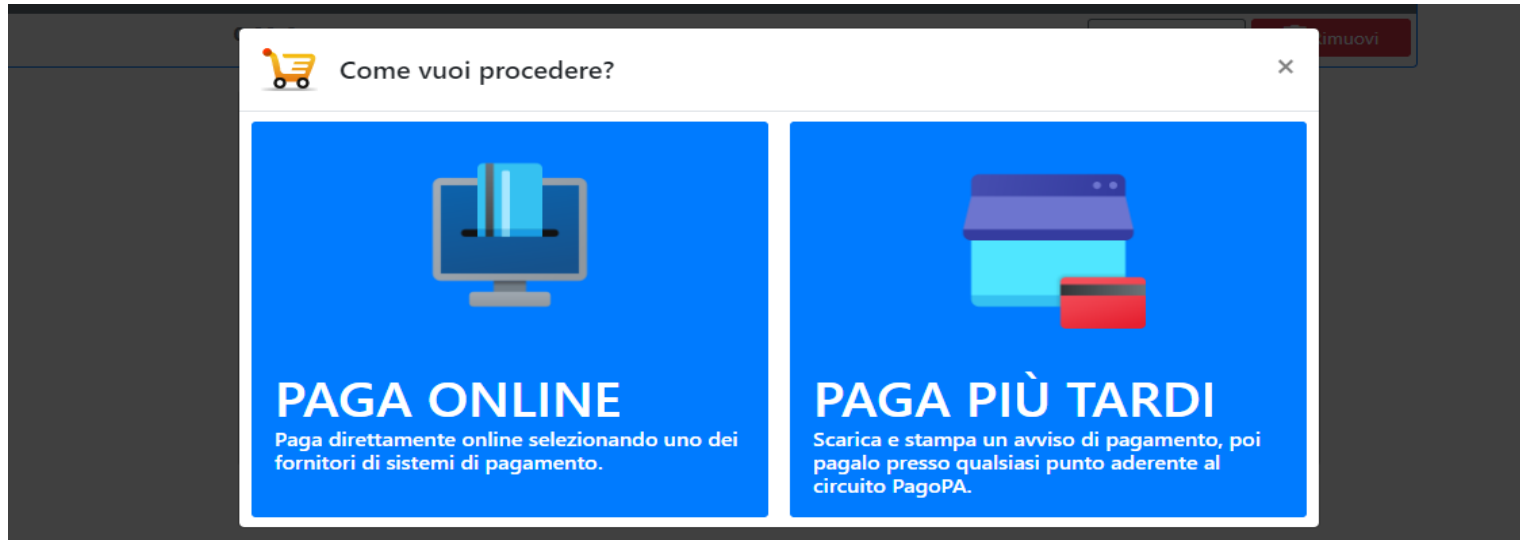 Rimuovi
Come vuoi procedere?
×
PAGA ONLINE
Paga direttamente online selezionando uno dei
fornitori di sistemi di pagamento.
PAGA PIÙ TARDI
Scarica e stampa un avviso di pagamento, poi
pagalo presso qualsiasi punto aderente al
circuito PagoPA.